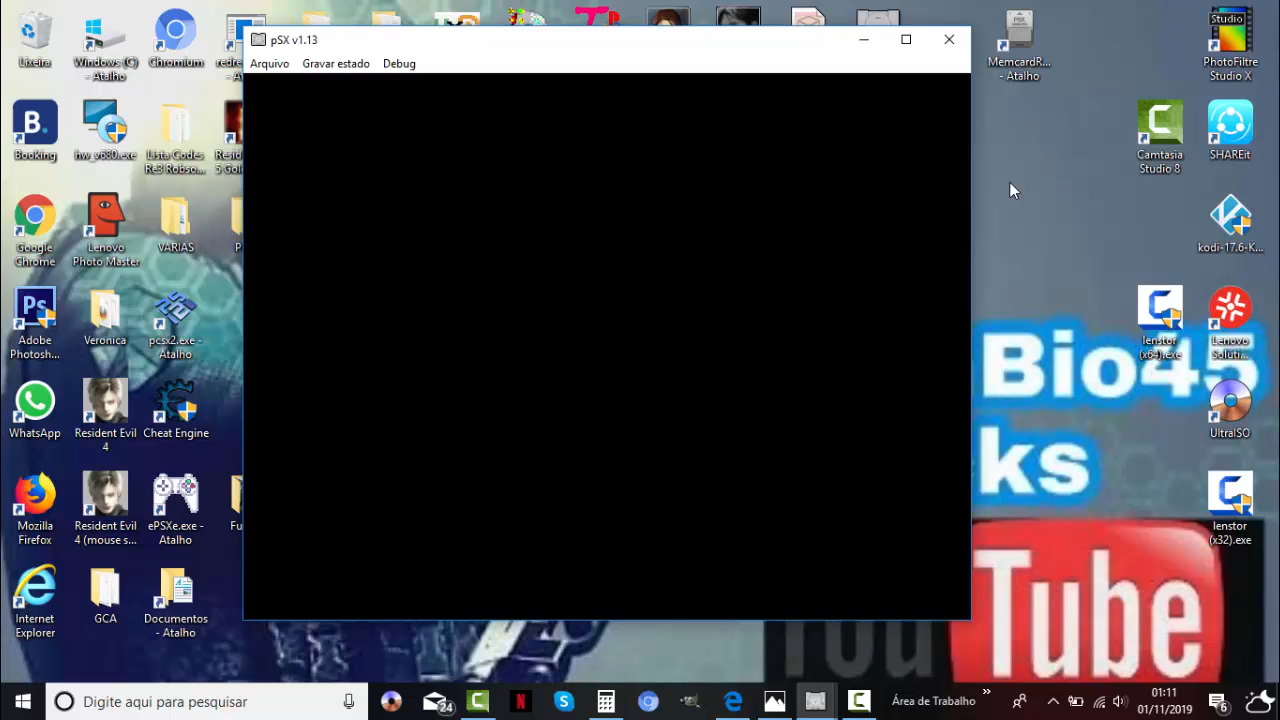 pSX v1.13
Arquivo Gravar estado Debug
Lixeira
Windows (C)
- Atalho
Chromium
MemcardR...
- Atalho
Studio
PhotoFiltre
Studio X
B.
Booking
hw_v680.exe
Lista Codes
Re3 Robso...
Camtasia
Studio 8
SHAREit
Google
Chrome
Lenovo
Photo Master
VARIAS
kodi-17.6-K...
Ps
Adobe
Photosh...
Veronica
pcsx2.exe -
Atalho
lenstor
(x64).exe
Lenovo
Soluti...
Bio45
WhatsApp
Resident Evil
4
Cheat Engine
UltraISO
ks
Mozilla
Firefox
Resident Evil
4 (mouse s...
ePSXe.exe -
Atalho
lenstor
(x32).exe
Internet
Explorer
GCA
Documentos
- Atalho
You Tube
Digite aqui para pesquisar
24
Área de Trabalho
01:11
01/11/2019
6